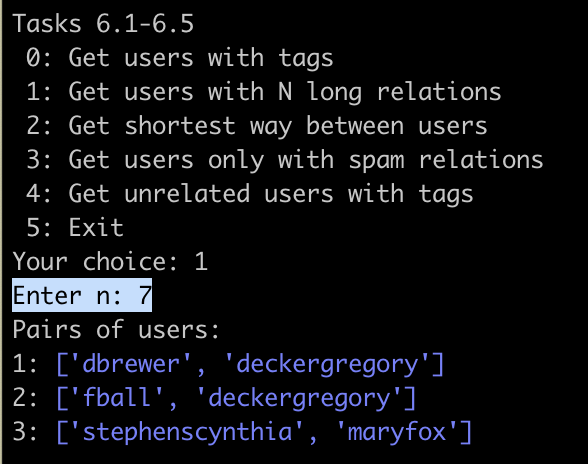 Tasks 6.1-6.5
0: Get users with tags
1: Get users with N long relations
2: Get shortest way between users
3: Get users only with spam relations
4: Get unrelated users with tags
5: Exit
Your choice: 1
Enter n: 7
Pairs of users:
1: ['dbrewer', 'deckergregory']
2: ['fball', 'deckergregory']
3: ['stephenscynthia', 'maryfox']